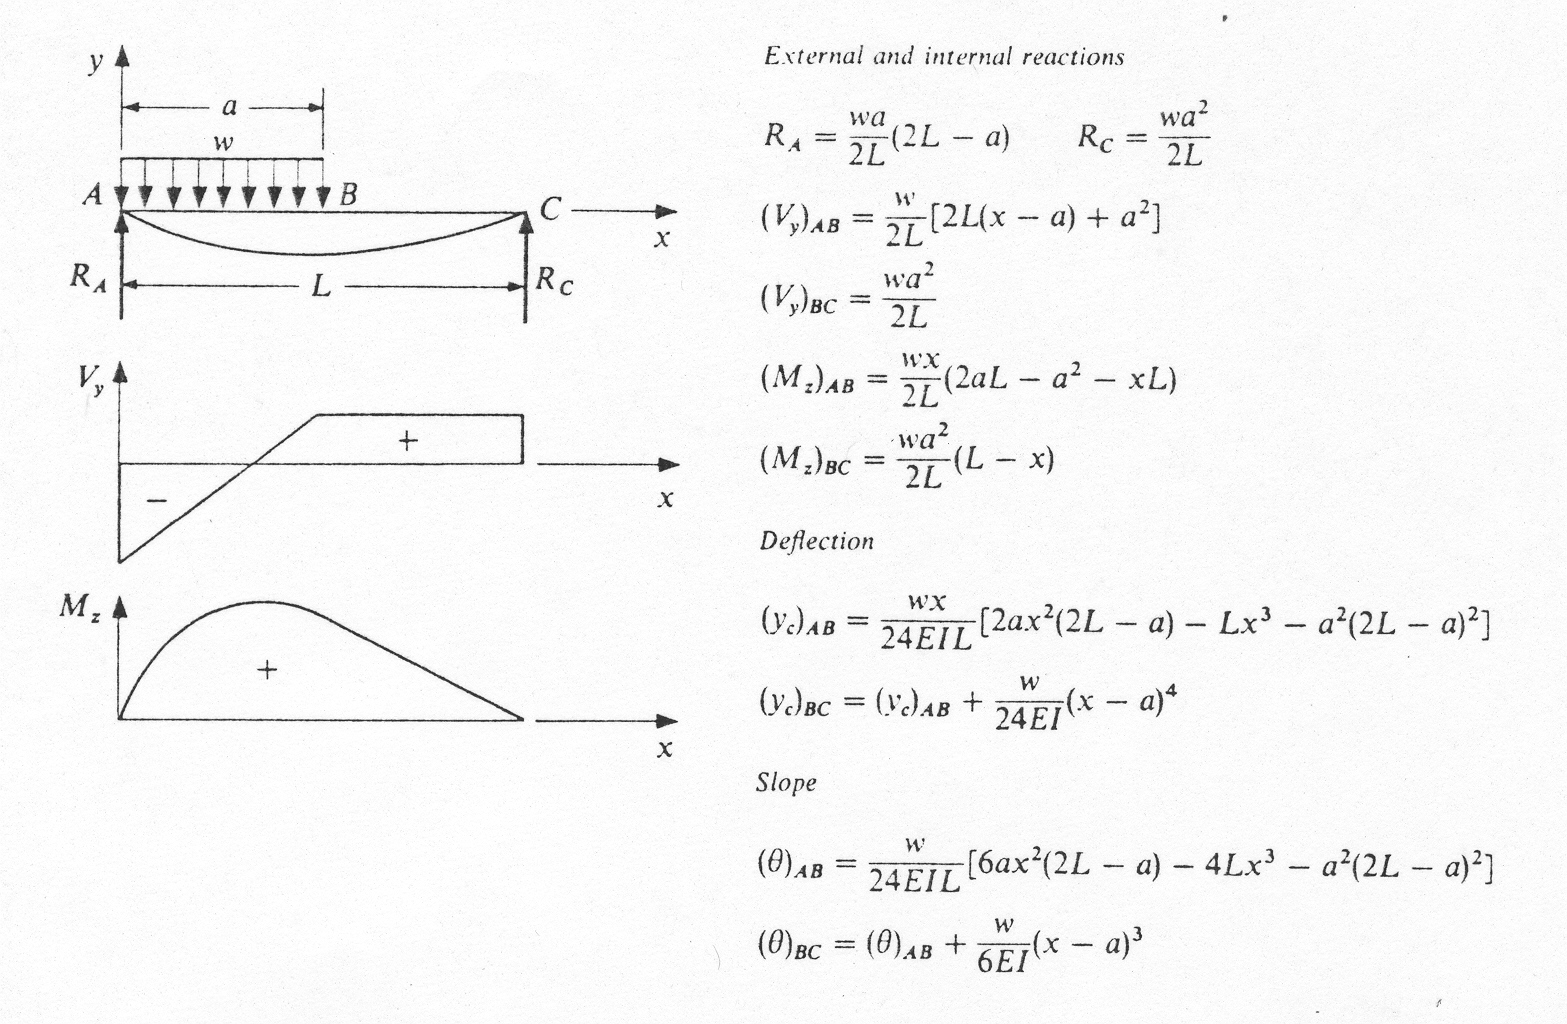 y
a
w
A
B
C
x
R_A
L
R_C
V_y
+
−
x
M_z
+
x
External and internal reactions
R_A = wa/2L (2L − a)    R_C = wa²/2L
(V_y)_AB = w/2L [2L(x − a) + a²]
(V_y)_BC = wa²/2L
(M_z)_AB = wx/2L (2aL − a² − xL)
(M_z)_BC = wa²/2L (L − x)
Deflection
(y_c)_AB = wx/24EIL [2ax²(2L − a) − Lx³ − a²(2L − a)²]
(y_c)_BC = (y_c)_AB + w/24EI (x − a)⁴
Slope
(θ)_AB = w/24EIL [6ax²(2L − a) − 4Lx³ − a²(2L − a)²]
(θ)_BC = (θ)_AB + w/6EI (x − a)³